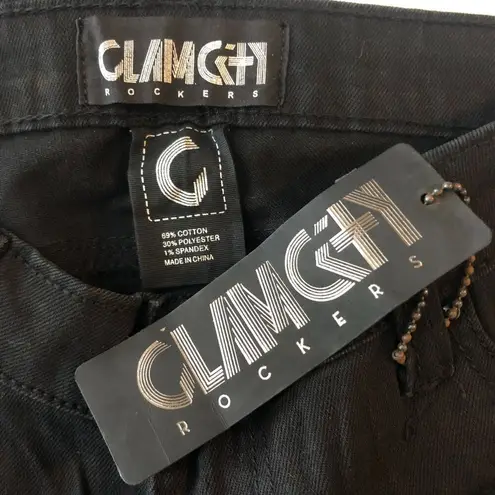 GLAMCITY
ROCKERS
G
69% COTTON
30% POLYESTER
1% SPANDEX
MADE IN CHINA
GLAMCITY
ROCKERS